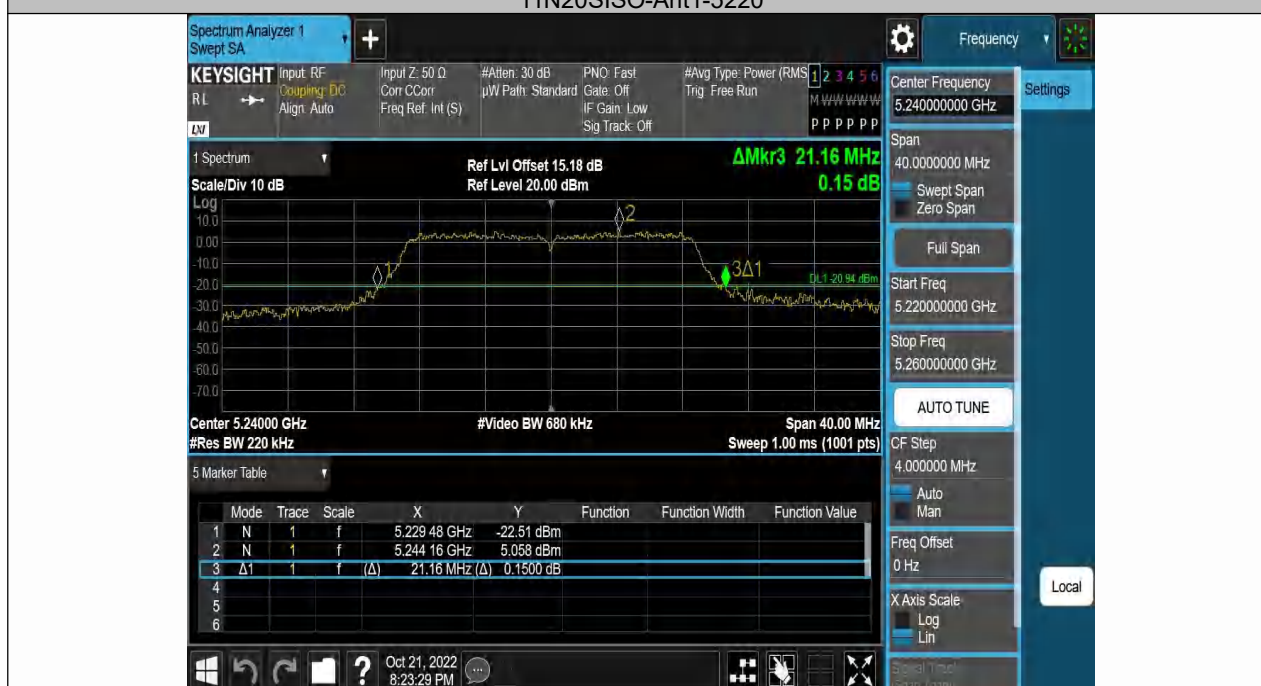 11N20SISO-Ant1-5220
Spectrum Analyzer 1
Swept SA
+
Frequency
KEYSIGHT
RL
LXI
Input: RF
Coupling: DC
Align: Auto
Input Z: 50 Ω
Corr CCorr
Freq Ref: Int (S)
#Atten: 30 dB
µW Path: Standard
PNO: Fast
Gate: Off
IF Gain: Low
Sig Track: Off
#Avg Type: Power (RMS
Trig: Free Run
1 2 3 4 5 6
M W W W W W
P P P P P P
Center Frequency
5.240000000 GHz
Settings
Span
40.0000000 MHz
Swept Span
Zero Span
Full Span
Start Freq
5.220000000 GHz
Stop Freq
5.260000000 GHz
AUTO TUNE
CF Step
4.000000 MHz
Auto
Man
Freq Offset
0 Hz
X Axis Scale
Log
Lin
Local
1 Spectrum
Scale/Div 10 dB
Ref Lvl Offset 15.18 dB
Ref Level 20.00 dBm
ΔMkr3 21.16 MHz
0.15 dB
Log
10.0
0.00
-10.0
-20.0
-30.0
-40.0
-50.0
-60.0
-70.0
1
2
3Δ1
DL1 -20.94 dBm
Center 5.24000 GHz
#Video BW 680 kHz
Span 40.00 MHz
#Res BW 220 kHz
Sweep 1.00 ms (1001 pts)
5 Marker Table
Mode Trace Scale X Y Function Function Width Function Value
1 N 1 f 5.229 48 GHz -22.51 dBm
2 N 1 f 5.244 16 GHz 5.058 dBm
3 Δ1 1 f (Δ) 21.16 MHz (Δ) 0.1500 dB
4
5
6
?
Oct 21, 2022
8:23:29 PM